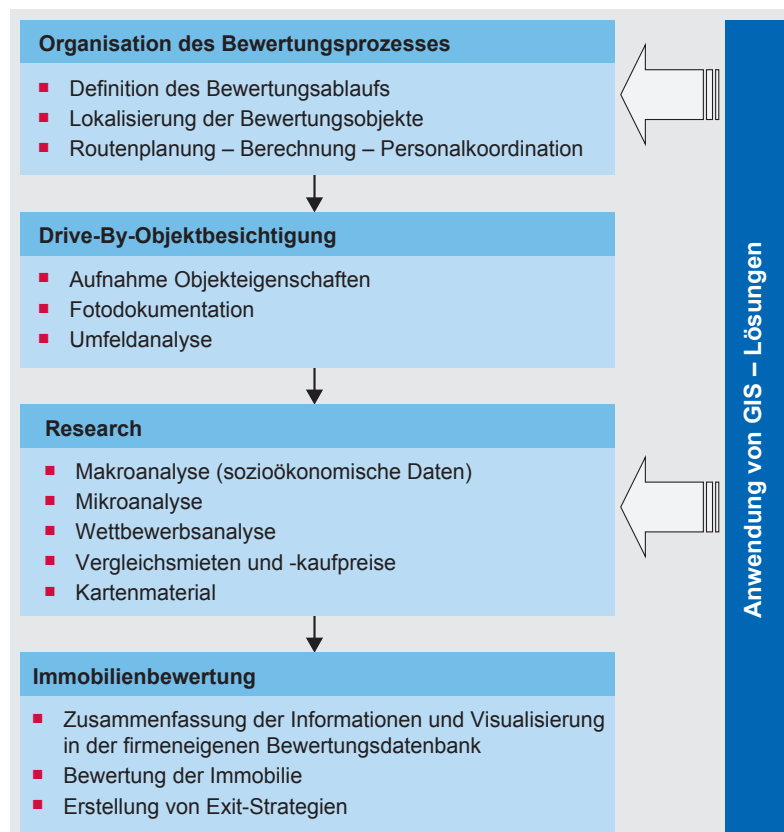 Organisation des Bewertungsprozesses
Definition des Bewertungsablaufs
Lokalisierung der Bewertungsobjekte
Routenplanung – Berechnung – Personalkoordination
Drive-By-Objektbesichtigung
Aufnahme Objekteigenschaften
Fotodokumentation
Umfeldanalyse
Research
Makroanalyse (sozioökonomische Daten)
Mikroanalyse
Wettbewerbsanalyse
Vergleichsmieten und -kaufpreise
Kartenmaterial
Immobilienbewertung
Zusammenfassung der Informationen und Visualisierung
in der firmeneigenen Bewertungsdatenbank
Bewertung der Immobilie
Erstellung von Exit-Strategien
Anwendung von GIS – Lösungen